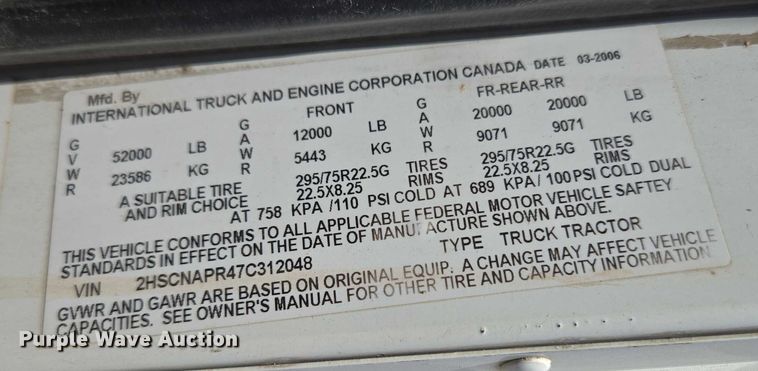 Mfd. By
INTERNATIONAL TRUCK AND ENGINE CORPORATION CANADA DATE 03-2006
G G FRONT G FR-REAR-RR
V 52000 LB A 12000 LB A 20000 20000 LB
W W W
R 23586 KG R 5443 KG R 9071 9071 KG
A SUITABLE TIRE 295/75R22.5G TIRES 295/75R22.5G TIRES
AND RIM CHOICE 22.5X8.25 RIMS 22.5X8.25 RIMS
AT 758 KPA /110 PSI COLD AT 689 KPA/ 100 PSI COLD DUAL
THIS VEHICLE CONFORMS TO ALL APPLICABLE FEDERAL MOTOR VEHICLE SAFTEY
STANDARDS IN EFFECT ON THE DATE OF MANUFACTURE SHOWN ABOVE.
VIN 2HSCNAPR47C312048 TYPE TRUCK TRACTOR
GVWR AND GAWR ARE BASED ON ORIGINAL EQUIP. A CHANGE MAY AFFECT VEHICLE
CAPACITIES. SEE OWNER'S MANUAL FOR OTHER TIRE AND CAPACITY INFORMATION.
Purple Wave Auction